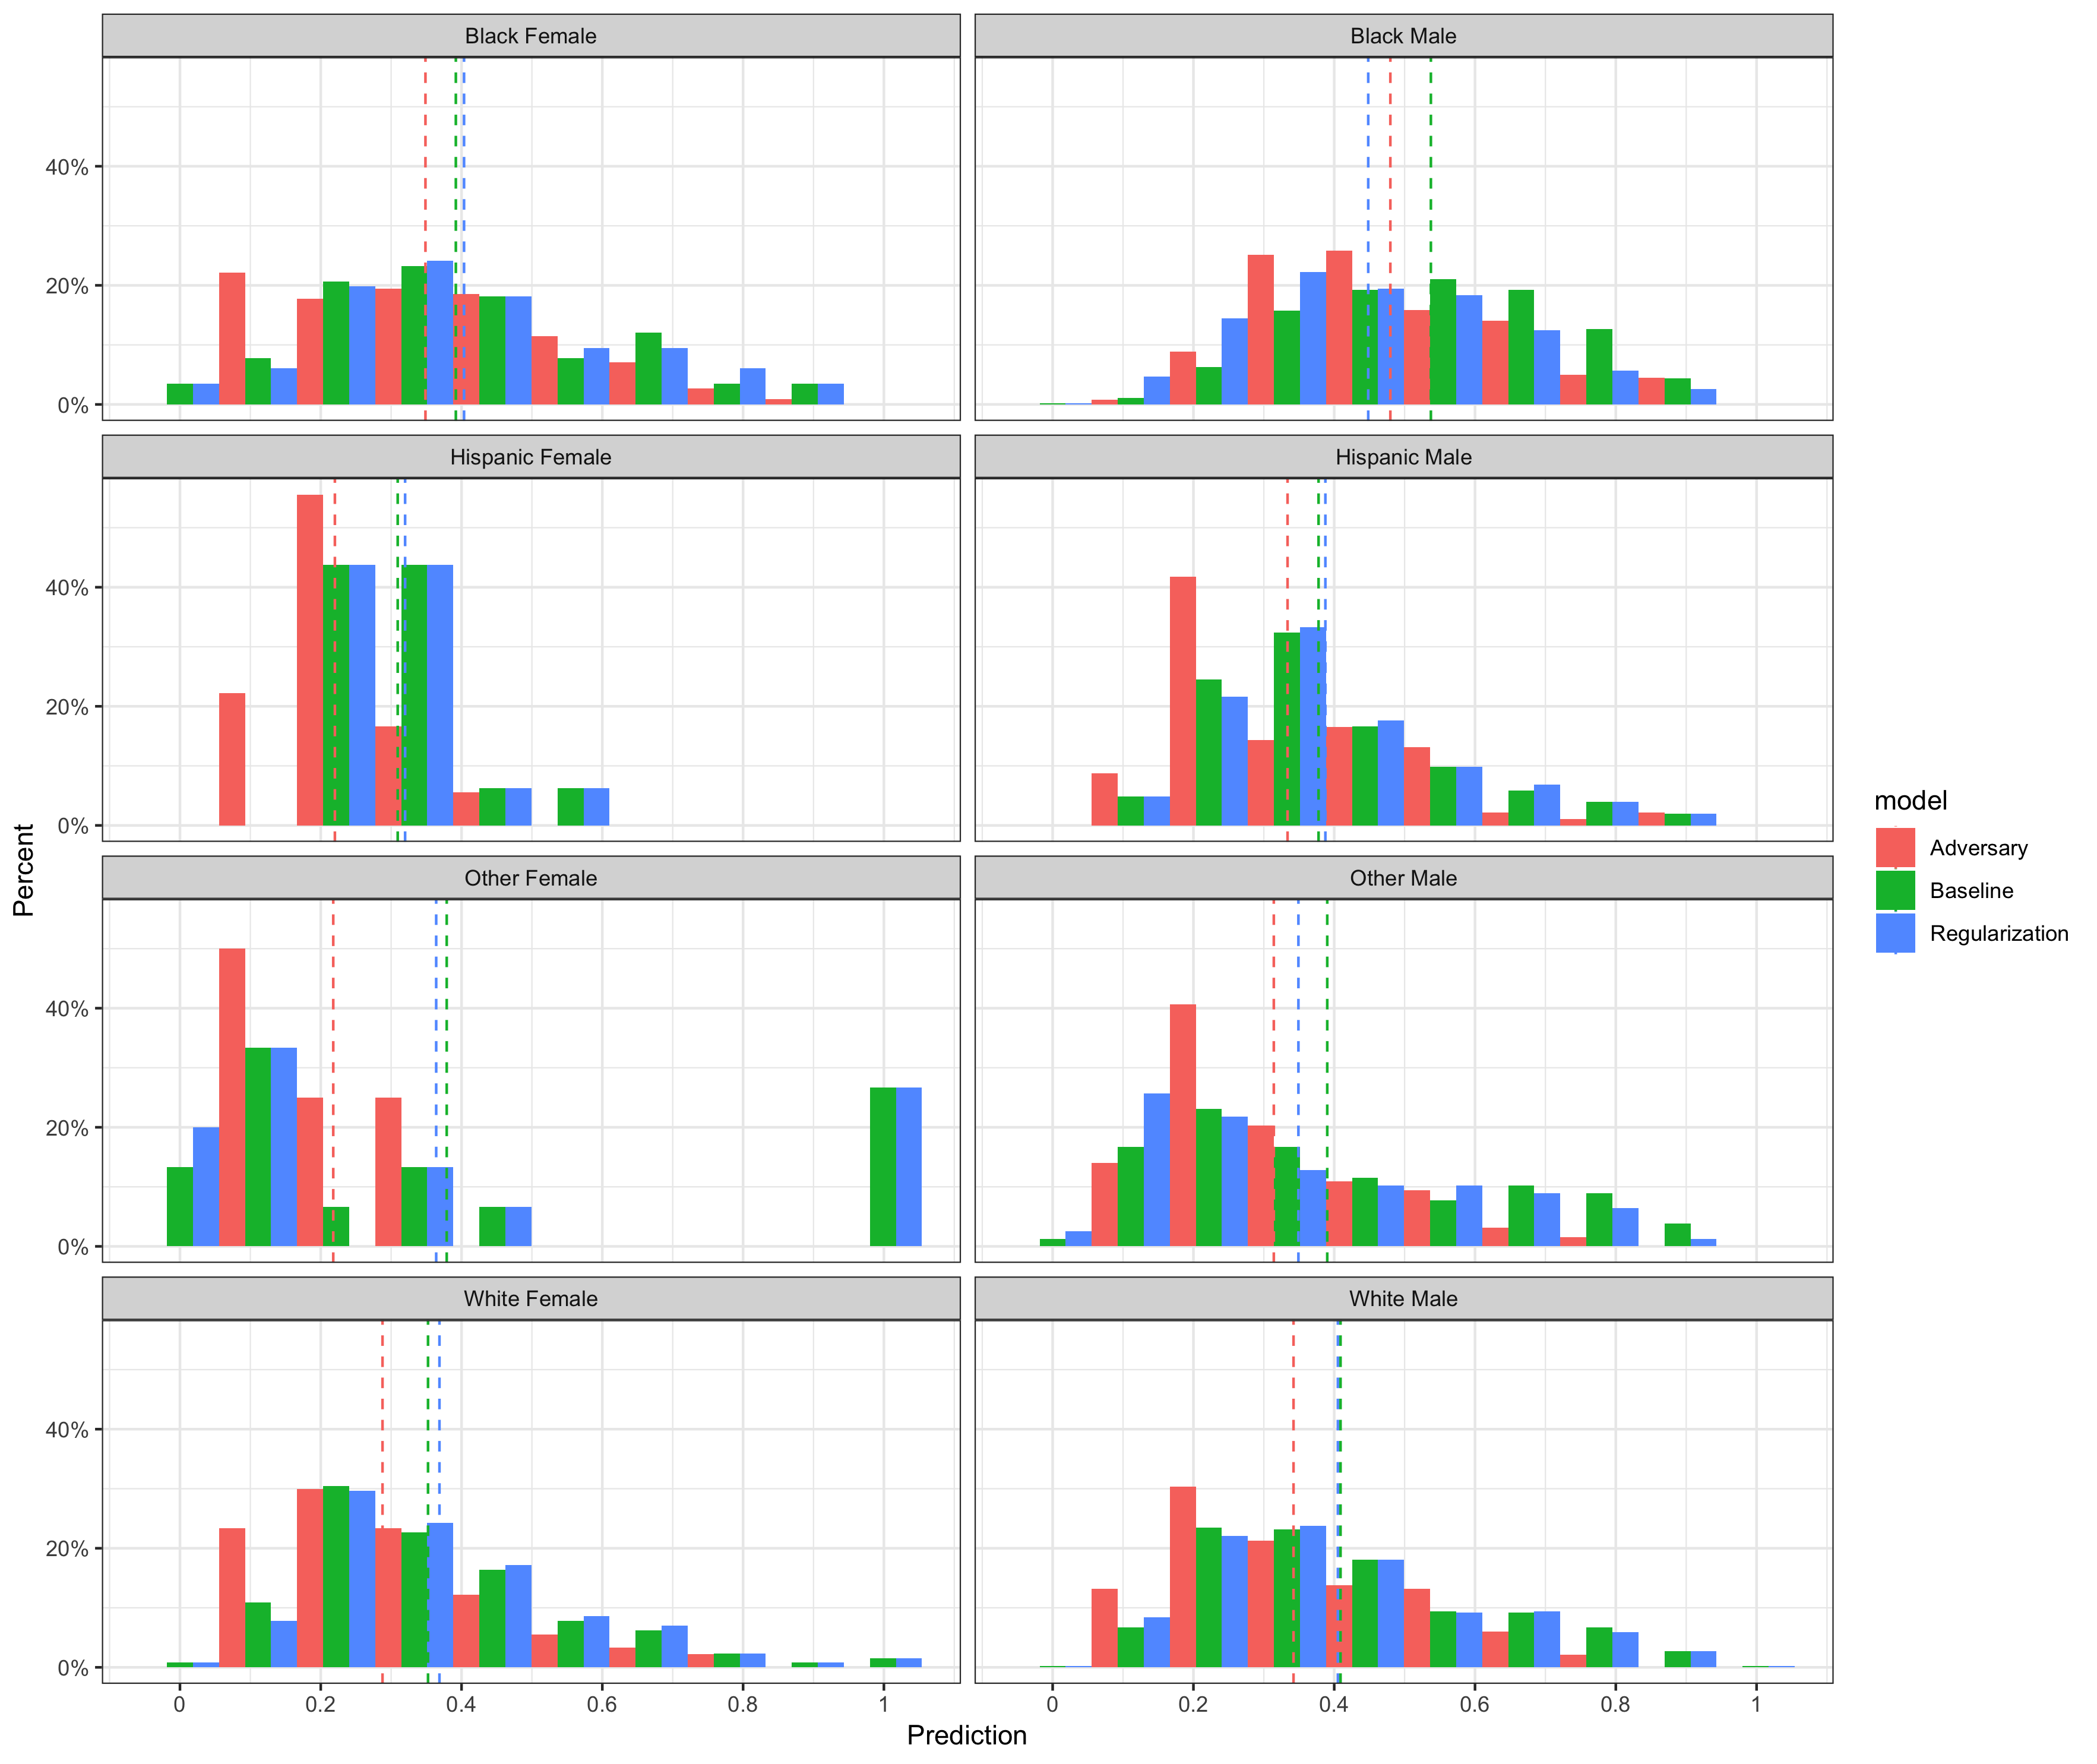 Black Female
Black Male
40%
20%
0%
Hispanic Female
Hispanic Male
40%
20%
0%
Other Female
Other Male
40%
20%
0%
White Female
White Male
40%
20%
0%
0 0.2 0.4 0.6 0.8 1
0 0.2 0.4 0.6 0.8 1
Prediction
Percent
model
Adversary
Baseline
Regularization